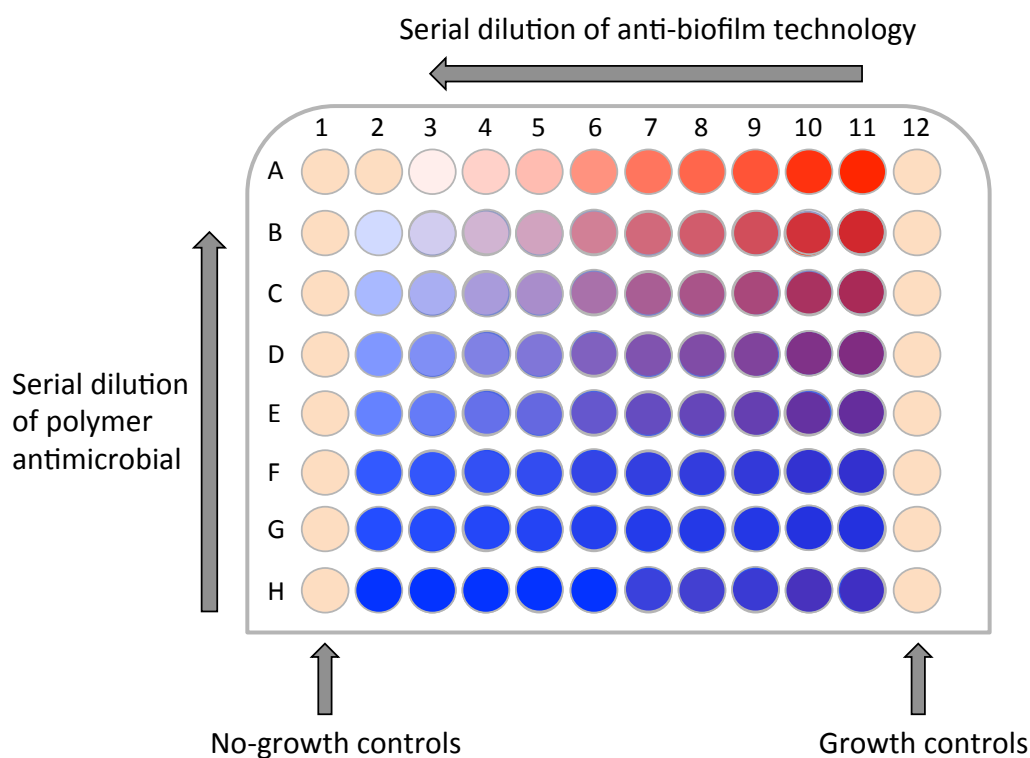 Serial dilution of anti-biofilm technology
1 2 3 4 5 6 7 8 9 10 11 12
A
B
C
D
E
F
G
H
Serial dilution
of polymer
antimicrobial
No-growth controls
Growth controls